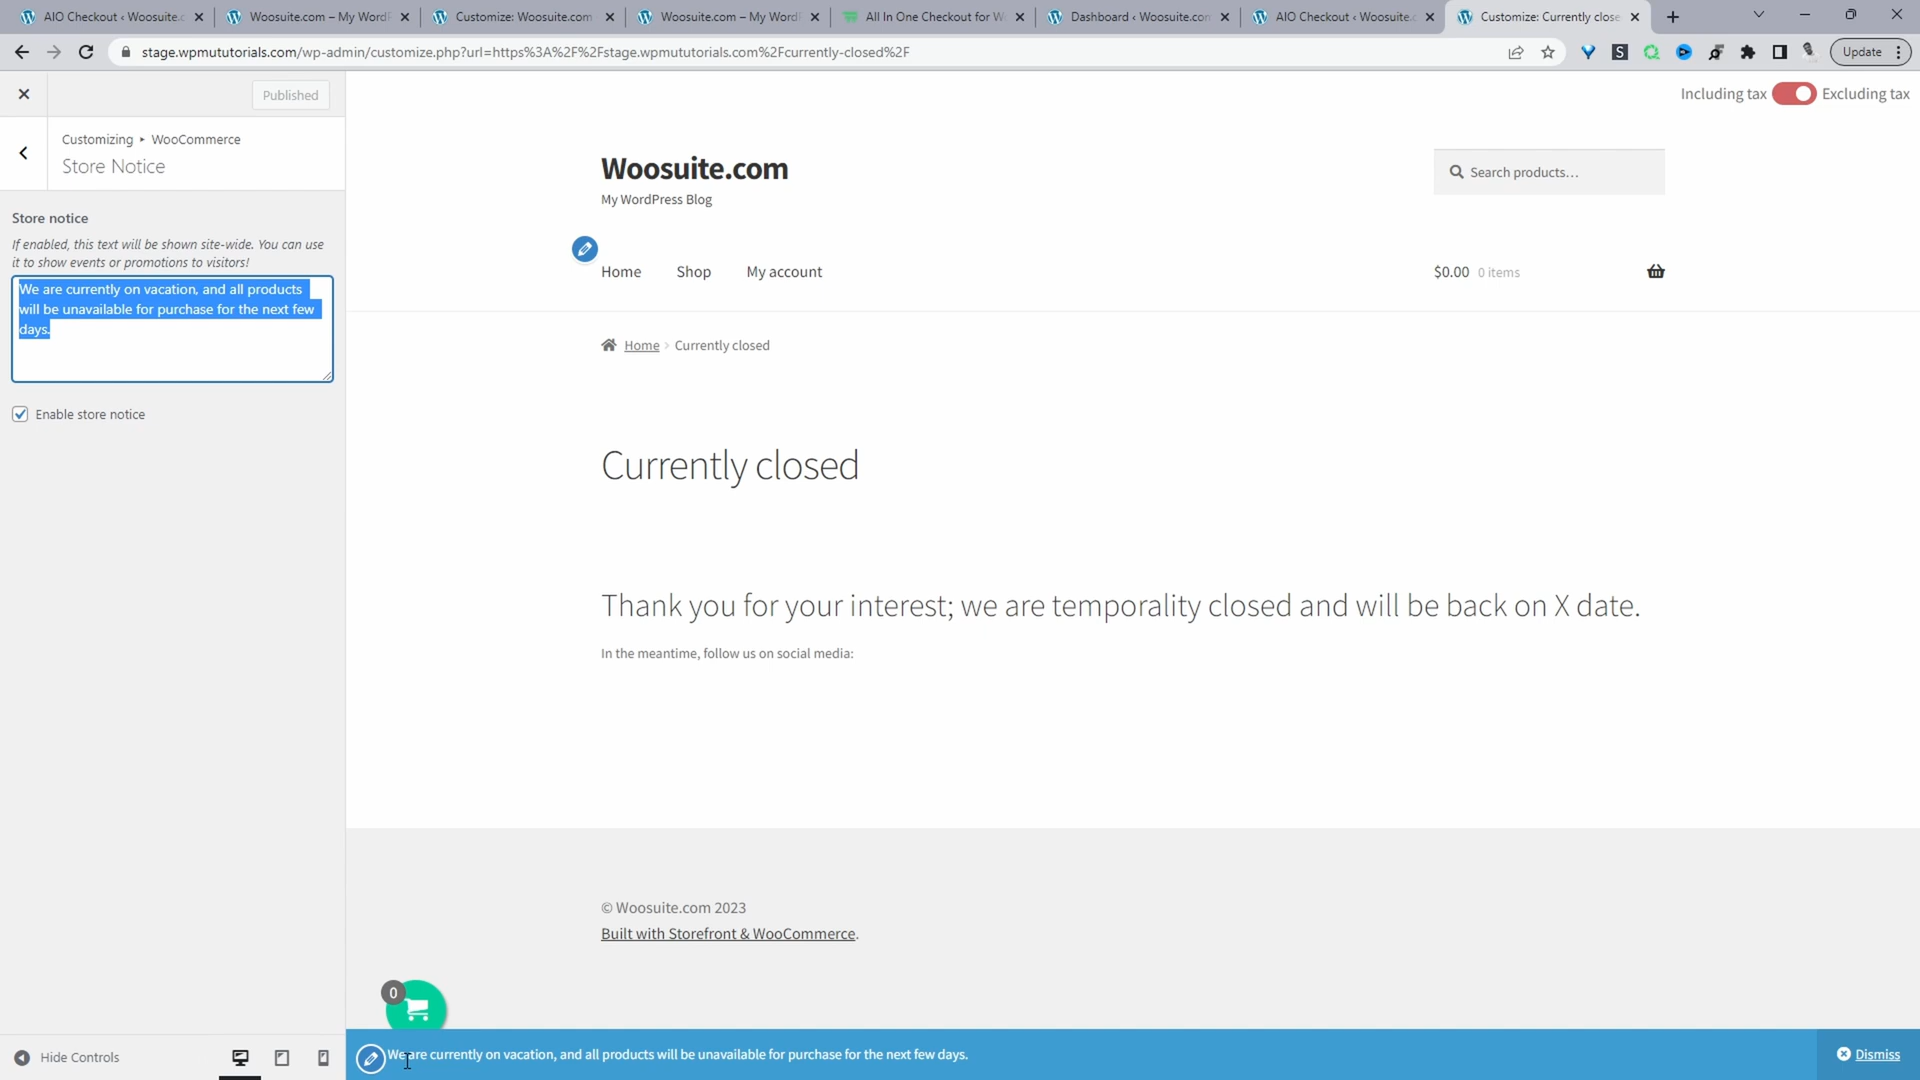 AIO Checkout ‹ Woosuite.c
Woosuite.com – My WordP
Customize: Woosuite.com
Woosuite.com – My WordP
All In One Checkout for W
Dashboard ‹ Woosuite.com
AIO Checkout ‹ Woosuite.c
Customize: Currently close
stage.wpmututorials.com/wp-admin/customize.php?url=https%3A%2F%2Fstage.wpmututorials.com%2Fcurrently-closed%2F
Update
Published
Customizing ▸ WooCommerce
Store Notice
Store notice
If enabled, this text will be shown site-wide. You can use
it to show events or promotions to visitors!
We are currently on vacation, and all products
will be unavailable for purchase for the next few
days.
Enable store notice
Hide Controls
Including tax
Excluding tax
Woosuite.com
My WordPress Blog
Search products…
Home Shop My account
$0.00 0 items
Home › Currently closed
Currently closed
Thank you for your interest; we are temporality closed and will be back on X date.
In the meantime, follow us on social media:
© Woosuite.com 2023
Built with Storefront & WooCommerce.
0
We are currently on vacation, and all products will be unavailable for purchase for the next few days.
Dismiss